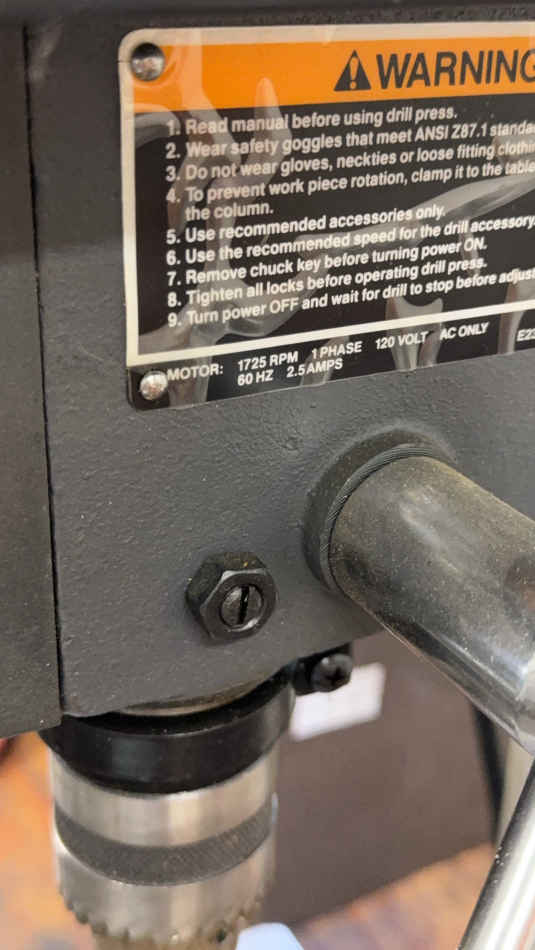 WARNING
1. Read manual before using drill press.
2. Wear safety goggles that meet ANSI Z87.1
3. Do not wear gloves, neckties or loose fitting
4. To prevent work piece rotation, clamp it to the table
the column.
5. Use recommended accessories only.
6. Use the recommended speed for the drill accessory.
7. Remove chuck key before turning power ON.
8. Tighten all locks before operating drill press.
9. Turn power OFF and wait for drill to stop before
MOTOR: 1725 RPM 1 PHASE 120 VOLT AC ONLY
60 HZ 2.5 AMPS